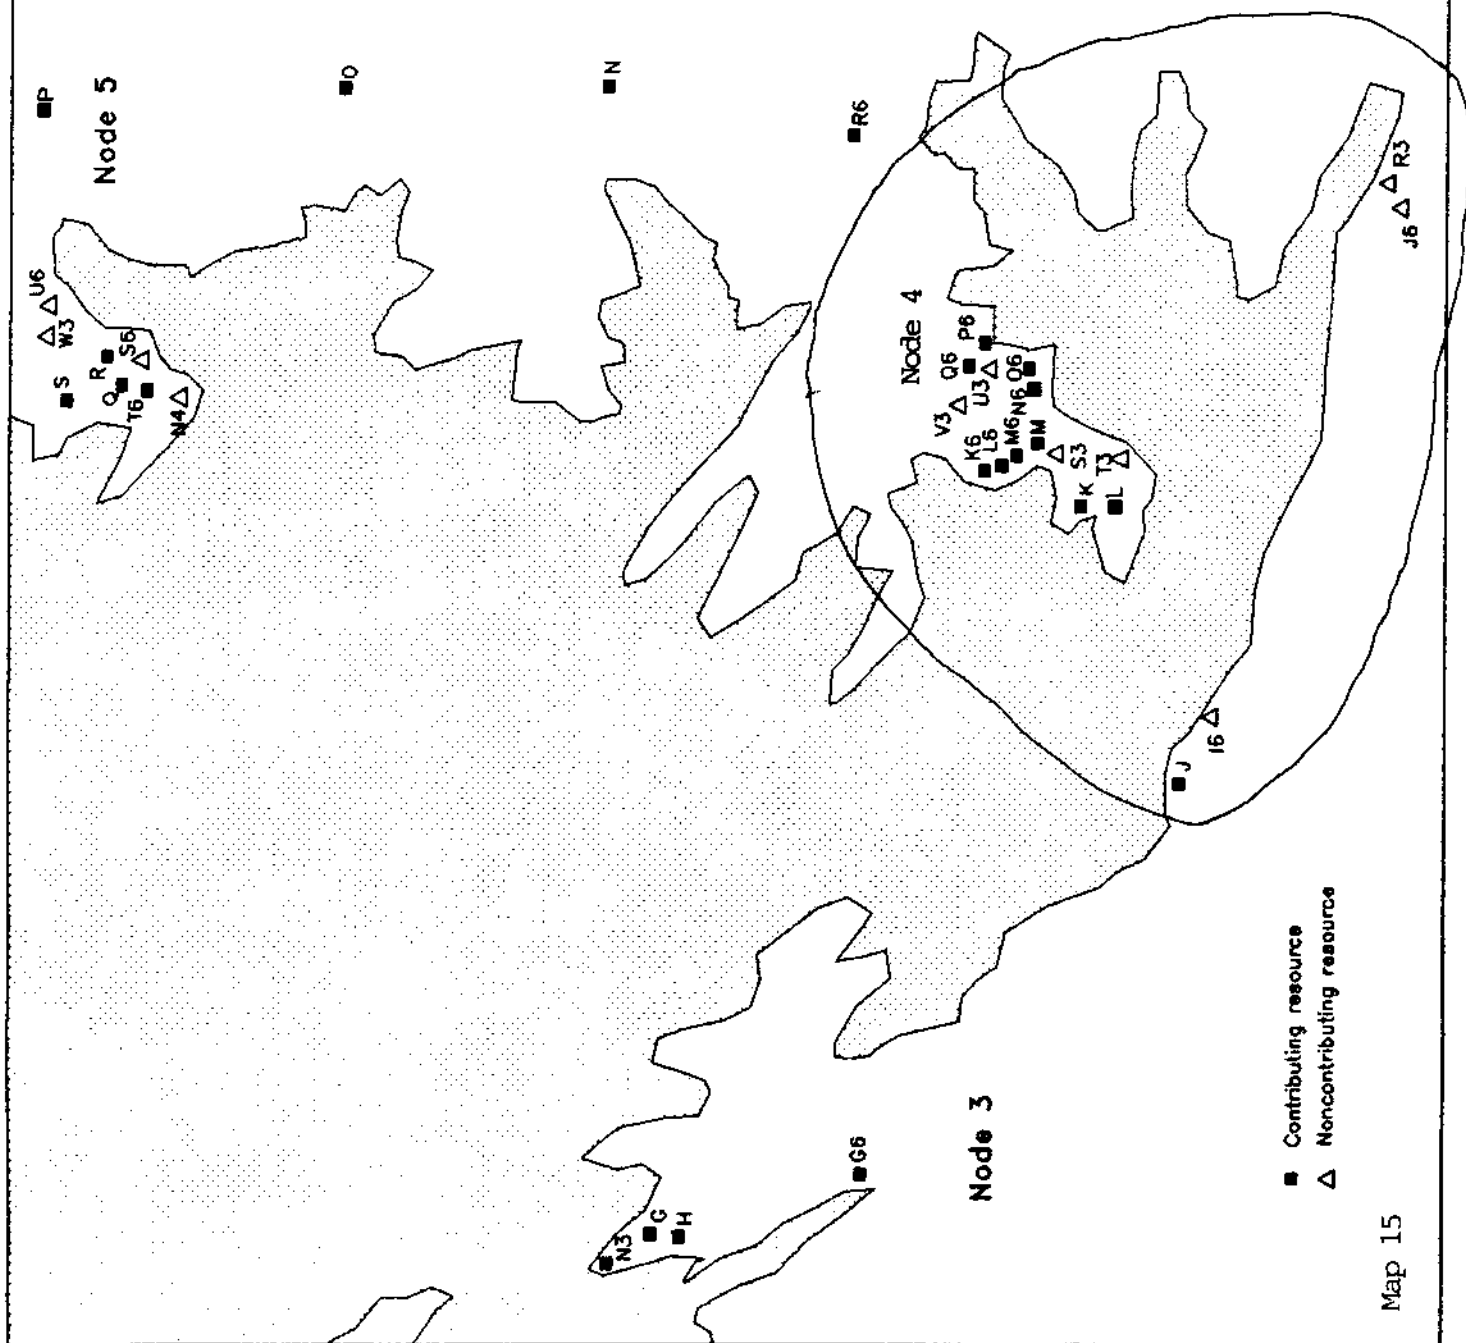 P
Node 5
O
N
R6
U6
W3
S
R
S6
Q
T6
N4
Node 4
P6
Q6
U3
O6
N6
V3
K6
L6
M6
M
S3
T3
K
L
R3
J6
I6
J
Node 3
G6
G
H
N3
Contributing resource
Noncontributing resource
Map 15